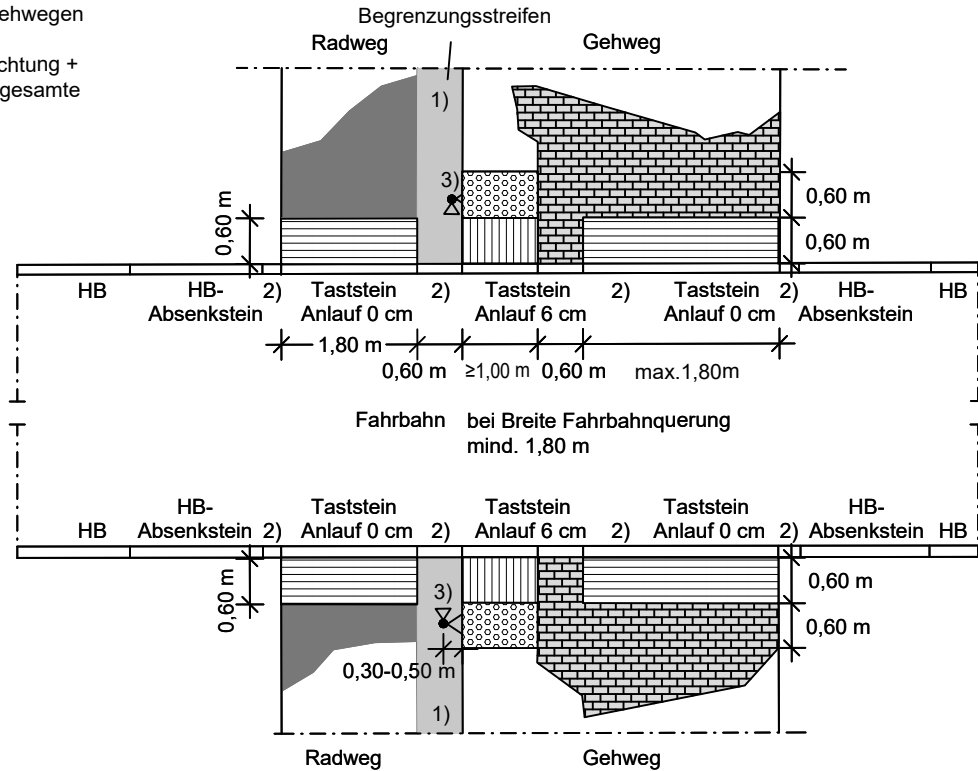 ehwegen
chtung +
gesamte
Begrenzungsstreifen
Radweg
Gehweg
1)
3)
0,60 m
0,60 m
0,60 m
HB
HB-
Absenkstein
2)
Taststein
Anlauf 0 cm
2)
Taststein
Anlauf 6 cm
2)
Taststein
Anlauf 0 cm
2)
HB-
Absenkstein
HB
1,80 m
0,60 m
≥1,00 m
0,60 m
max.1,80m
Fahrbahn
bei Breite Fahrbahnquerung
mind. 1,80 m
HB
HB-
Absenkstein
2)
Taststein
Anlauf 0 cm
2)
Taststein
Anlauf 6 cm
2)
Taststein
Anlauf 0 cm
2)
HB-
Absenkstein
HB
0,60 m
3)
0,60 m
0,60 m
0,30-0,50 m
1)
Radweg
Gehweg